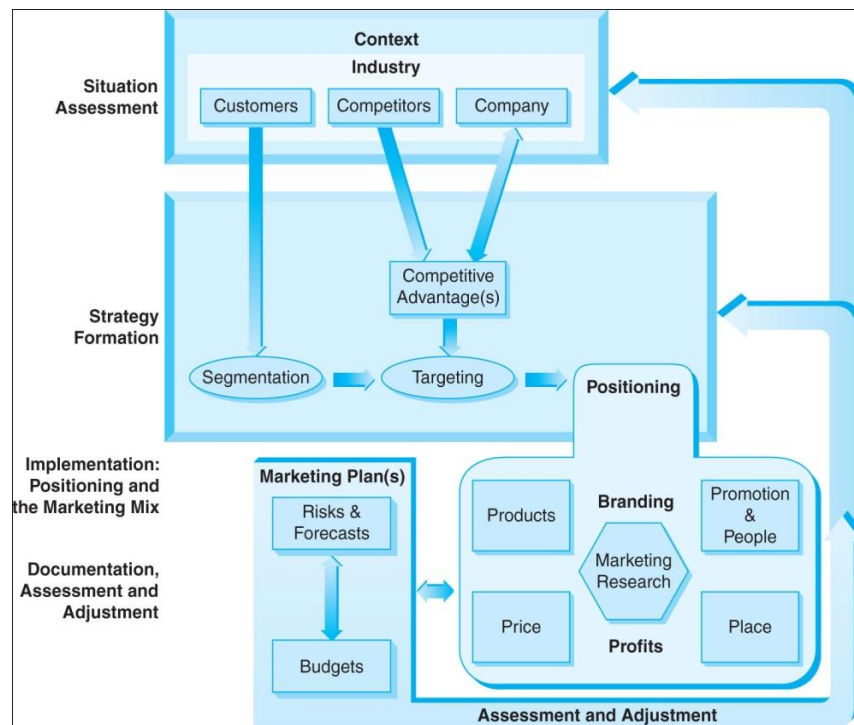 Context
Industry
Situation
Assessment
Customers
Competitors
Company
Competitive
Advantage(s)
Strategy
Formation
Segmentation
Targeting
Positioning
Implementation:
Positioning and
the Marketing Mix
Marketing Plan(s)
Risks &
Forecasts
Products
Branding
Promotion
&
People
Marketing
Research
Documentation,
Assessment and
Adjustment
Budgets
Price
Profits
Place
Assessment and Adjustment